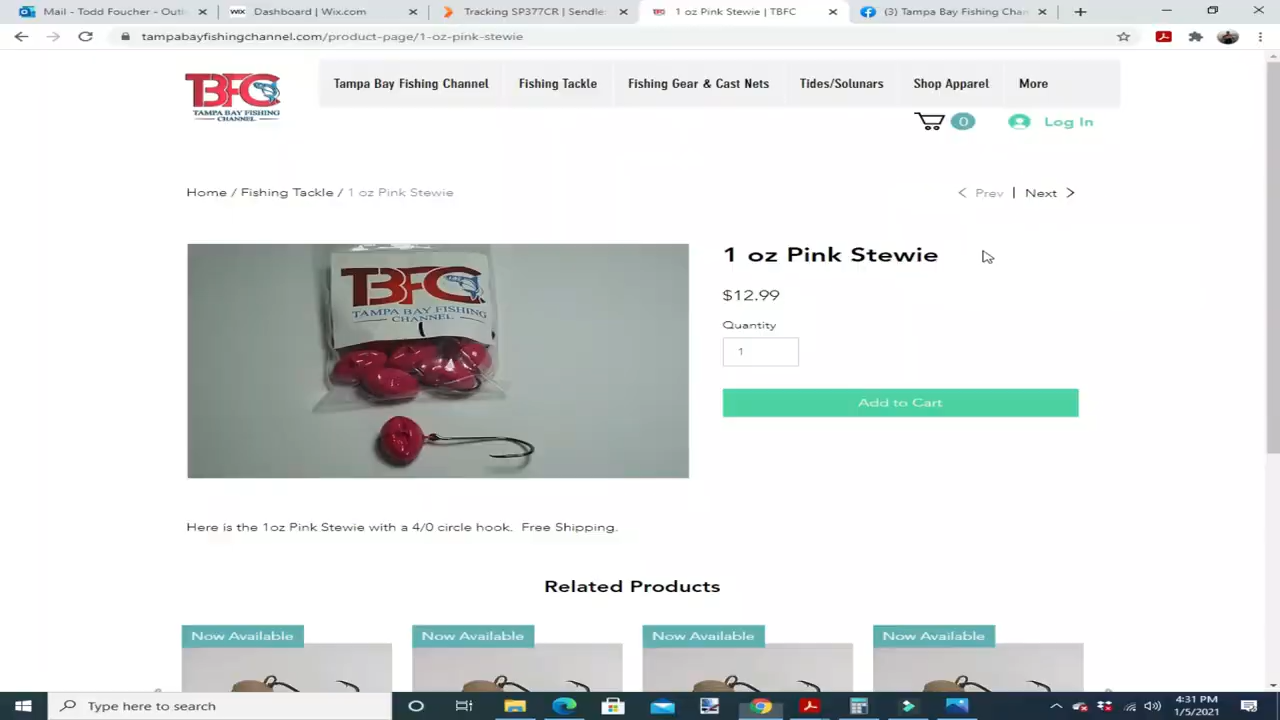 Mail - Todd Foucher - Outl
Dashboard | Wix.com
Tracking SP377CR | Sendle
1 oz Pink Stewie | TBFC
(3) Tampa Bay Fishing Chan
tampabayfishingchannel.com/product-page/1-oz-pink-stewie
TBFC
TAMPA BAY FISHING
CHANNEL
Tampa Bay Fishing Channel
Fishing Tackle
Fishing Gear & Cast Nets
Tides/Solunars
Shop Apparel
More
0
Log In
Home / Fishing Tackle / 1 oz Pink Stewie
< Prev | Next >
TBFC
TAMPA BAY FISHING
CHANNEL
1 oz Pink Stewie
$12.99
Quantity
1
Add to Cart
Here is the 1oz Pink Stewie with a 4/0 circle hook. Free Shipping.
Related Products
Now Available
Now Available
Now Available
Now Available
Type here to search
4:31 PM
1/5/2021